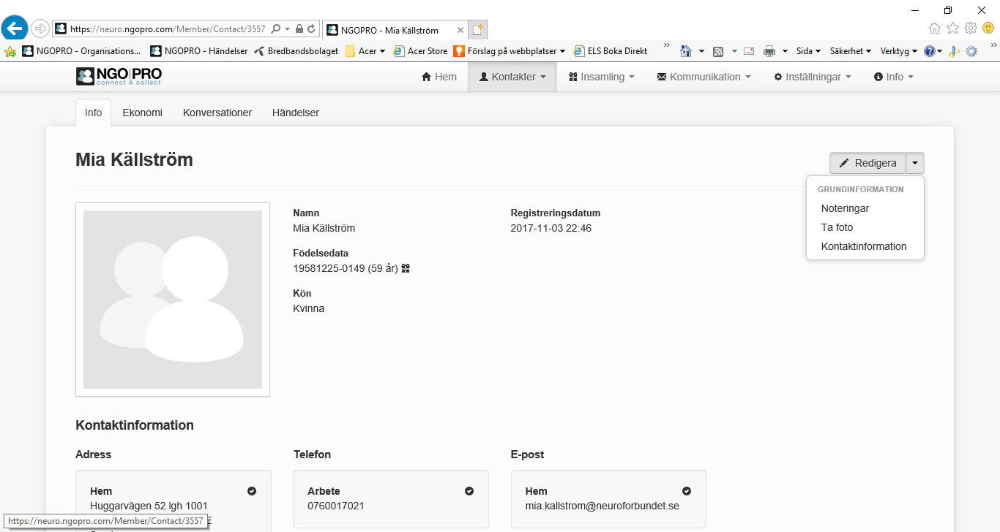 https://neuro.ngopro.com/Member/Contact/3557
NGOPRO - Mia Källström
NGOPRO - Organisations... NGOPRO - Händelser Bredbandsbolaget Acer Acer Store Förslag på webbplatser ELS Boka Direkt » Sida Säkerhet Verktyg »
NGO PRO
connect & collect
Hem Kontakter Insamling Kommunikation Inställningar Info
Info Ekonomi Konversationer Händelser
Mia Källström
Redigera
GRUNDINFORMATION
Noteringar
Ta foto
Kontaktinformation
Namn
Mia Källström
Födelsedata
19581225-0149 (59 år)
Kön
Kvinna
Registreringsdatum
2017-11-03 22:46
Kontaktinformation
Adress
Hem
Huggarvägen 52 lgh 1001
Telefon
Arbete
0760017021
E-post
Hem
mia.kallstrom@neuroforbundet.se
https://neuro.ngopro.com/Member/Contact/3557